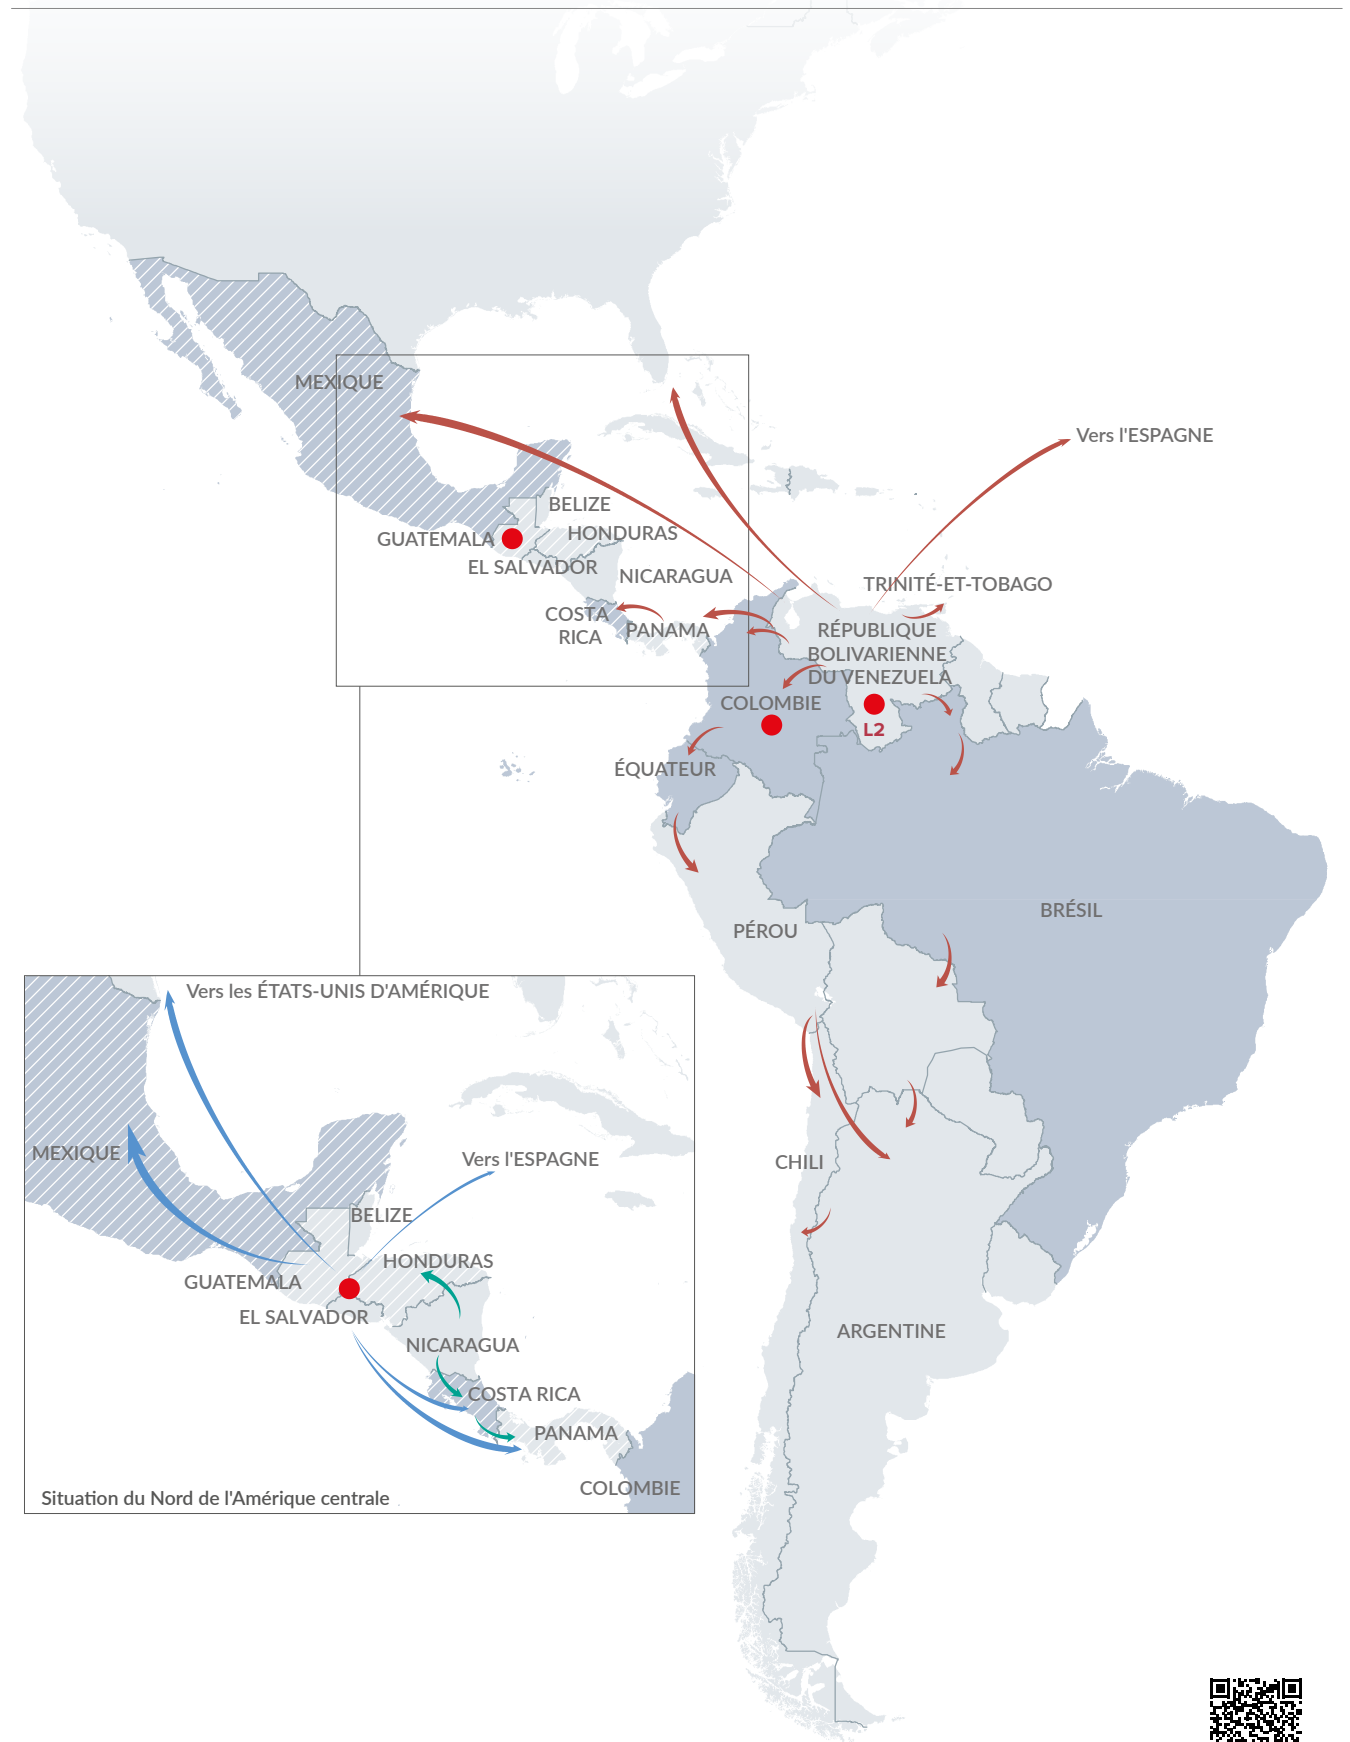 MEXIQUE
Vers l'ESPAGNE
BELIZE
HONDURAS
GUATEMALA
EL SALVADOR
NICARAGUA
TRINITÉ-ET-TOBAGO
COSTA
RICA
PANAMA
RÉPUBLIQUE
BOLIVARIENNE
DU VENEZUELA
COLOMBIE
L2
ÉQUATEUR
BRÉSIL
PÉROU
CHILI
ARGENTINE
Vers les ÉTATS-UNIS D'AMÉRIQUE
MEXIQUE
Vers l'ESPAGNE
BELIZE
HONDURAS
GUATEMALA
EL SALVADOR
NICARAGUA
COSTA RICA
PANAMA
COLOMBIE
Situation du Nord de l'Amérique centrale